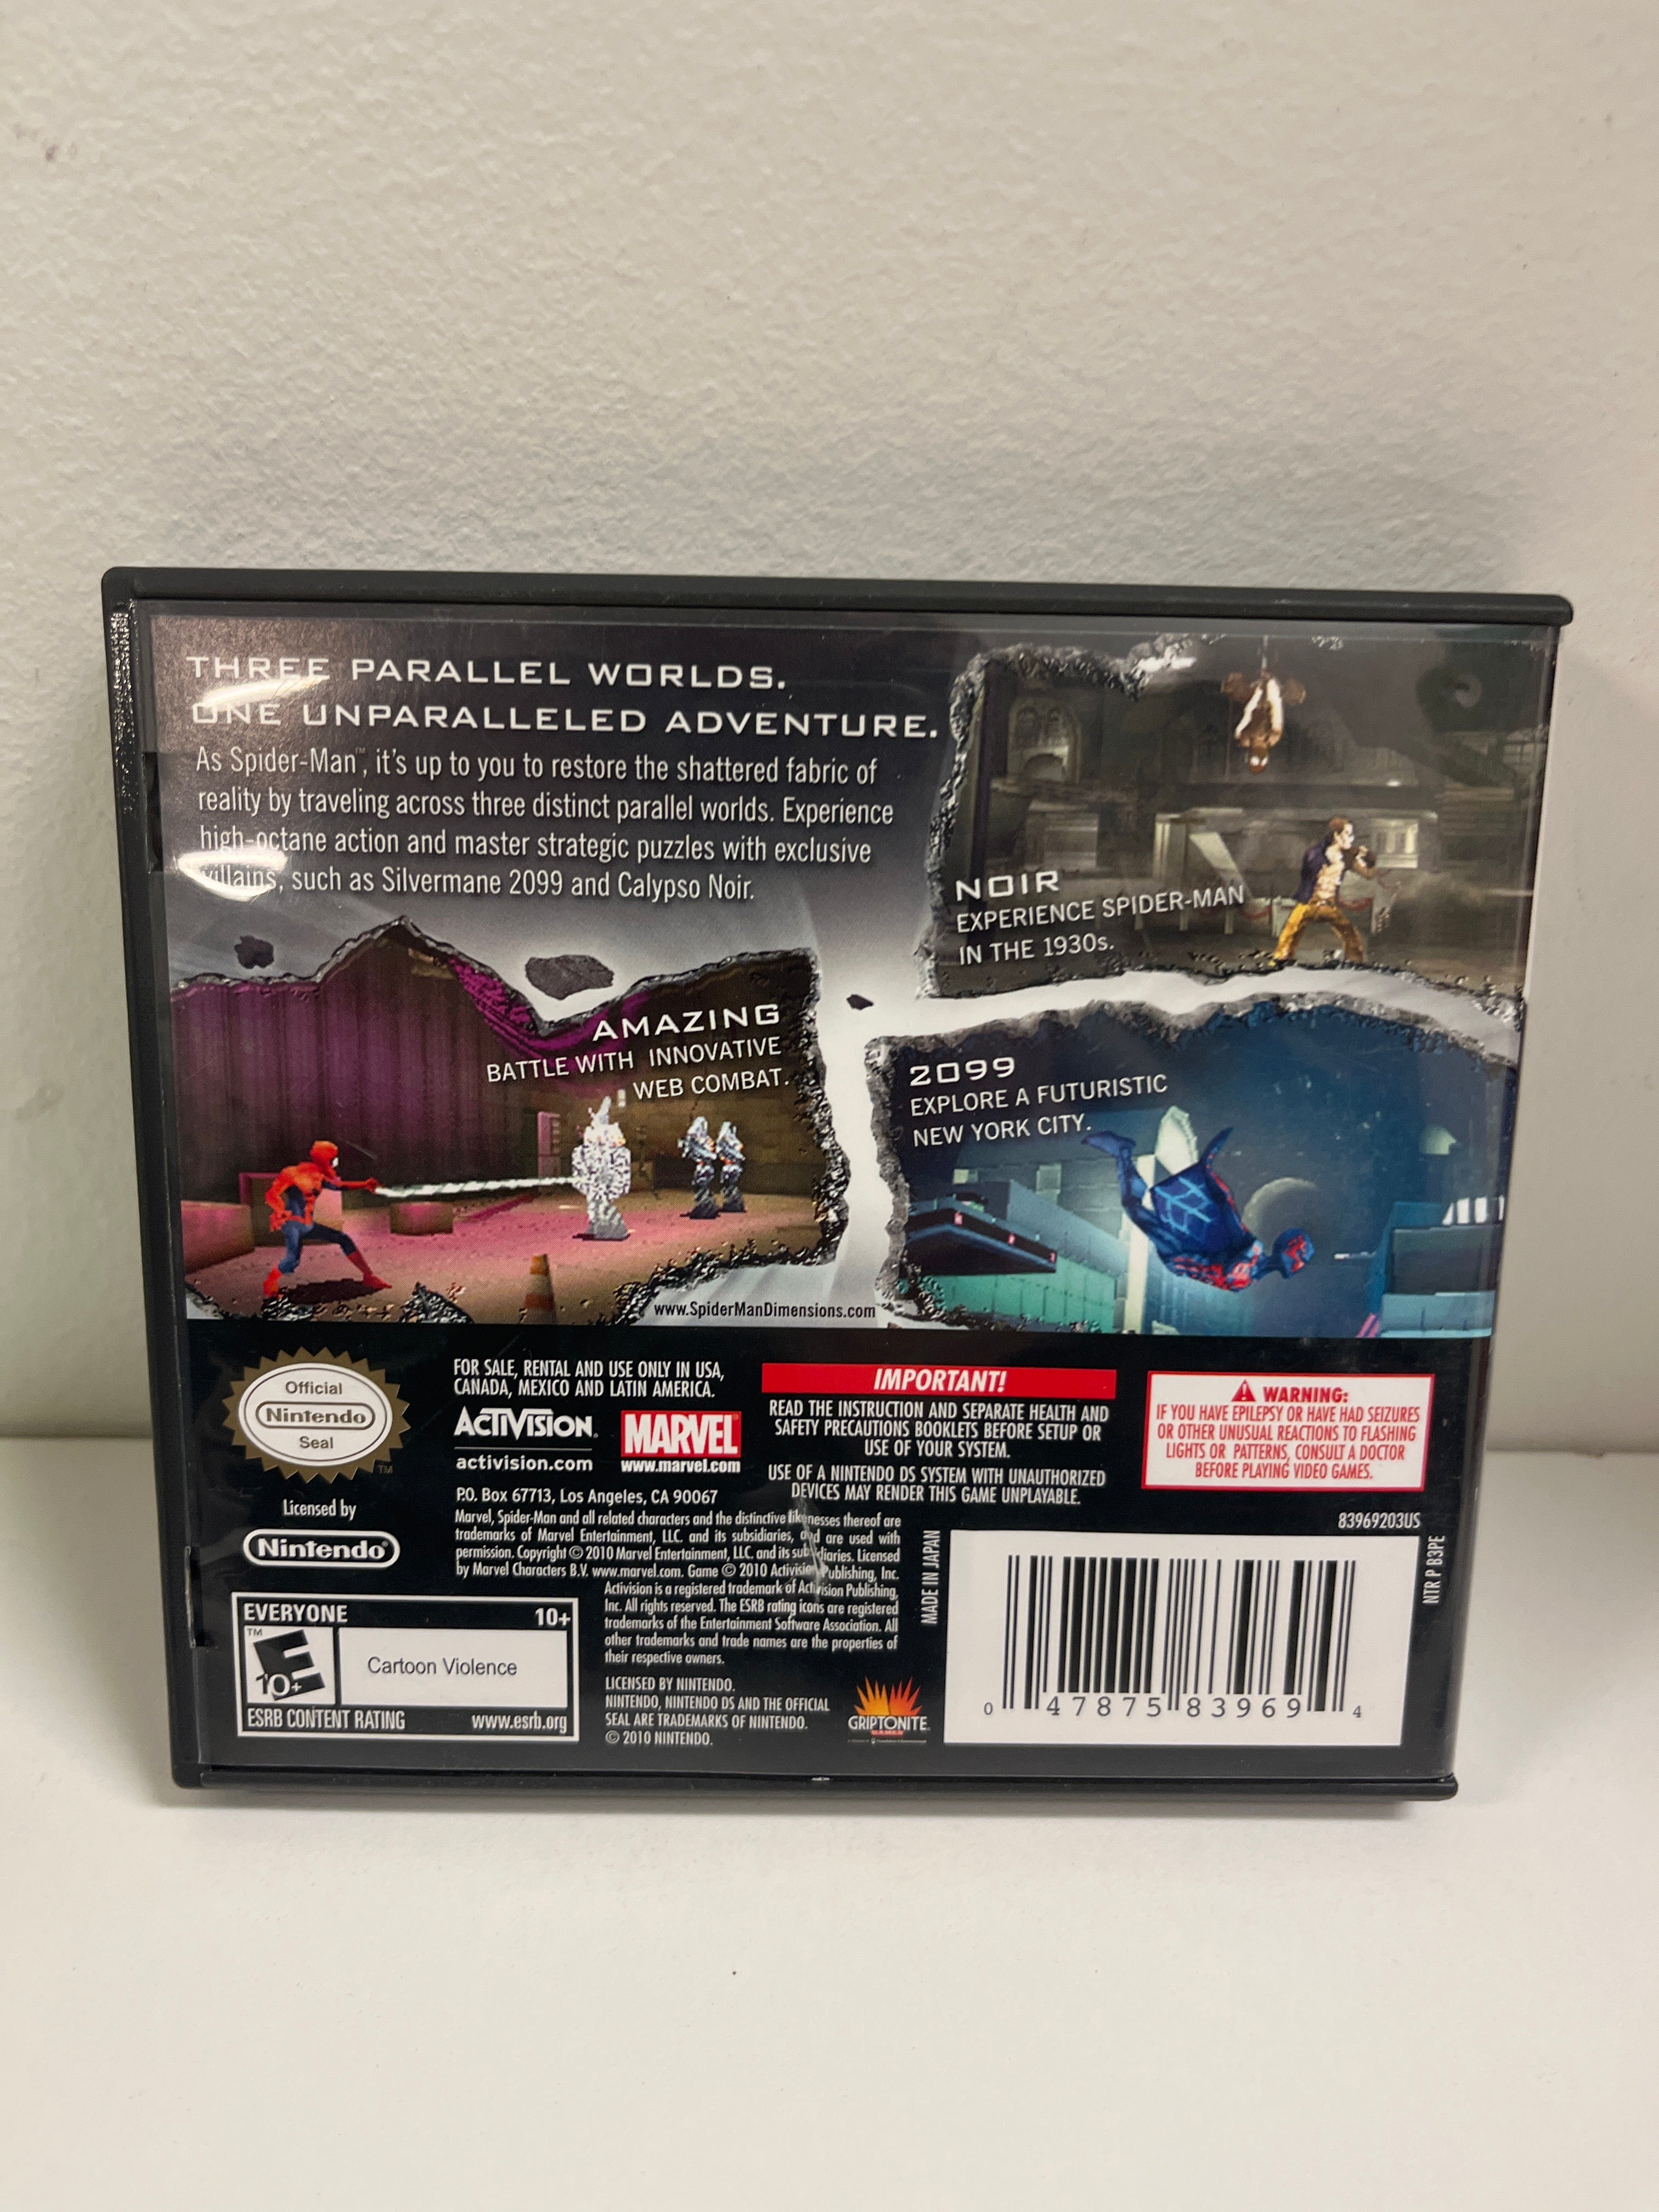 THREE PARALLEL WORLDS.
ONE UNPARALLELED ADVENTURE.
As Spider-Man™, it's up to you to restore the shattered fabric of
reality by traveling across three distinct parallel worlds. Experience
high-octane action and master strategic puzzles with exclusive
villains, such as Silvermane 2099 and Calypso Noir.
NOIR
EXPERIENCE SPIDER-MAN
IN THE 1930s.
AMAZING
BATTLE WITH INNOVATIVE
WEB COMBAT.
2099
EXPLORE A FUTURISTIC
NEW YORK CITY.
www.SpiderManDimensions.com
Official
Nintendo
Seal
TM
Licensed by
Nintendo®
FOR SALE, RENTAL AND USE ONLY IN USA,
CANADA, MEXICO AND LATIN AMERICA.
ACTIVISION®
activision.com
MARVEL
www.marvel.com
P.O. Box 67713, Los Angeles, CA 90067
Marvel, Spider-Man and all related characters and the distinctive likenesses thereof are
trademarks of Marvel Entertainment, LLC. and its subsidiaries, and are used with
permission. Copyright © 2010 Marvel Entertainment, LLC. and its subsidiaries. Licensed
by Marvel Characters B.V. www.marvel.com. Game © 2010 Activision Publishing, Inc.
Activision is a registered trademark of Activision Publishing,
Inc. All rights reserved. The ESRB rating icons are registered
trademarks of the Entertainment Software Association. All
other trademarks and trade names are the properties of
their respective owners.
LICENSED BY NINTENDO.
NINTENDO, NINTENDO DS AND THE OFFICIAL
SEAL ARE TRADEMARKS OF NINTENDO.
© 2010 NINTENDO.
GRIPTONITE
GAMES
IMPORTANT!
READ THE INSTRUCTION AND SEPARATE HEALTH AND
SAFETY PRECAUTIONS BOOKLETS BEFORE SETUP OR
USE OF YOUR SYSTEM.
USE OF A NINTENDO DS SYSTEM WITH UNAUTHORIZED
DEVICES MAY RENDER THIS GAME UNPLAYABLE.
WARNING:
IF YOU HAVE EPILEPSY OR HAVE HAD SEIZURES
OR OTHER UNUSUAL REACTIONS TO FLASHING
LIGHTS OR PATTERNS, CONSULT A DOCTOR
BEFORE PLAYING VIDEO GAMES.
83969203US
MADE IN JAPAN
NTR P B3PE
0 47875 83969 4
EVERYONE 10+
TM
E
10+
Cartoon Violence
ESRB CONTENT RATING www.esrb.org